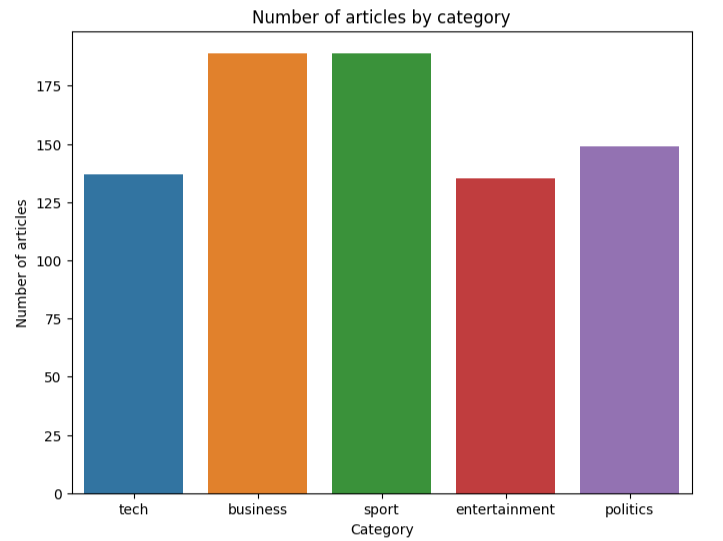 Number of articles by category
Number of articles
175
150
125
100
75
50
25
0
tech business sport entertainment politics
Category